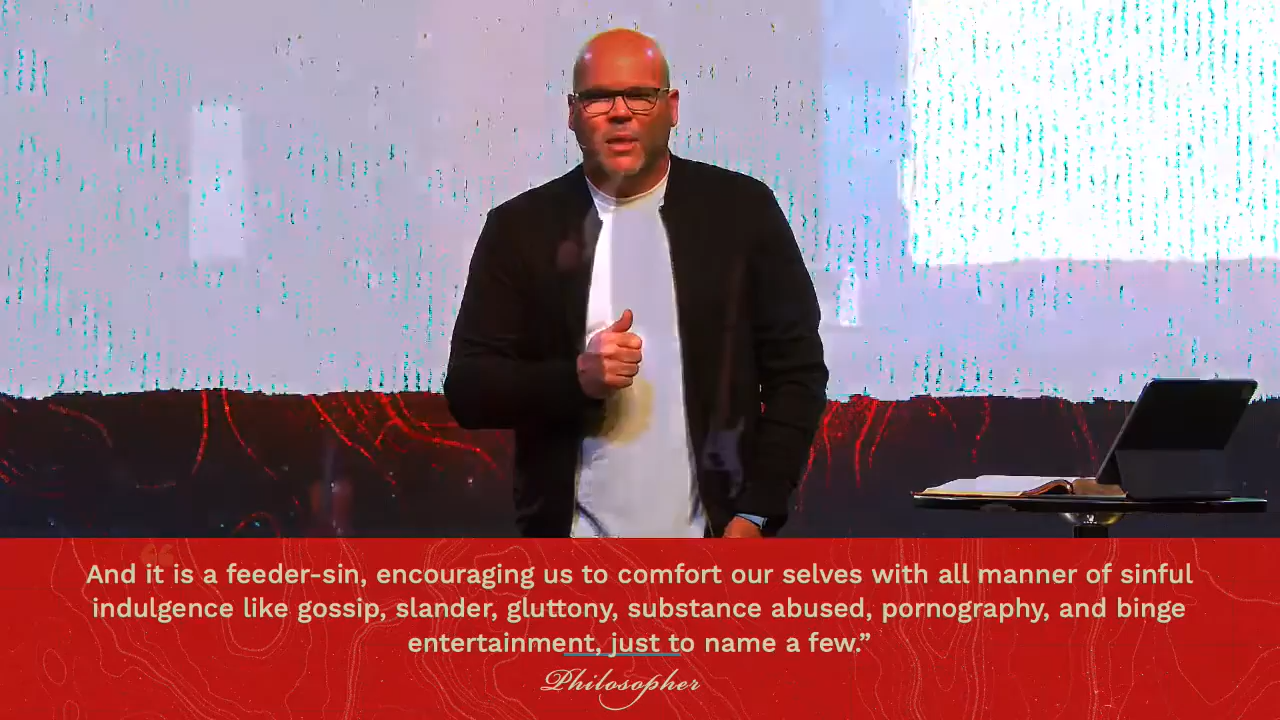 And it is a feeder-sin, encouraging us to comfort our selves with all manner of sinful
indulgence like gossip, slander, gluttony, substance abused, pornography, and binge
entertainment, just to name a few.”
Philosopher